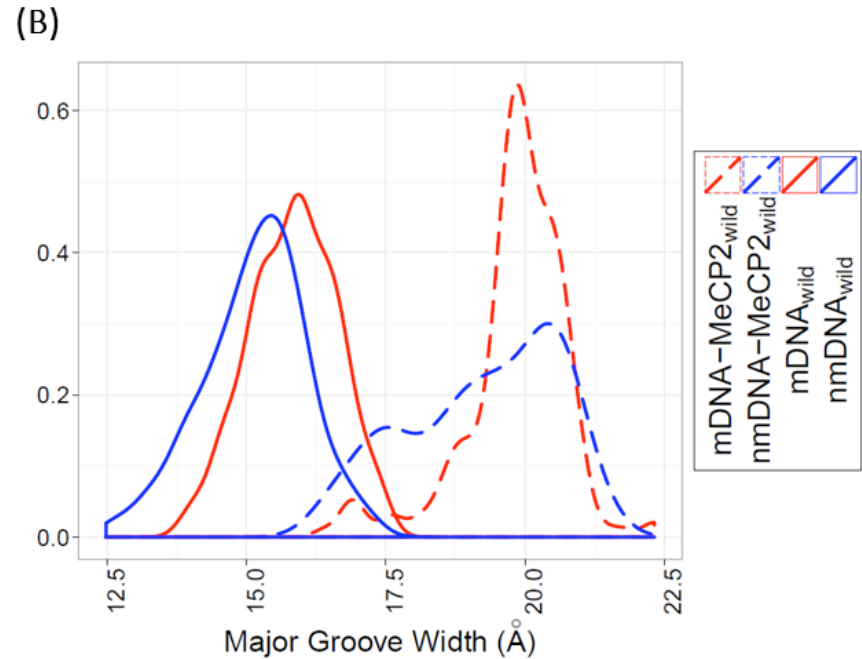 (B)
0.6
0.4
0.2
0.0
12.5
15.0
17.5
20.0
22.5
Major Groove Width (Å)
mDNA−MeCP2wild
nmDNA−MeCP2wild
mDNAwild
nmDNAwild